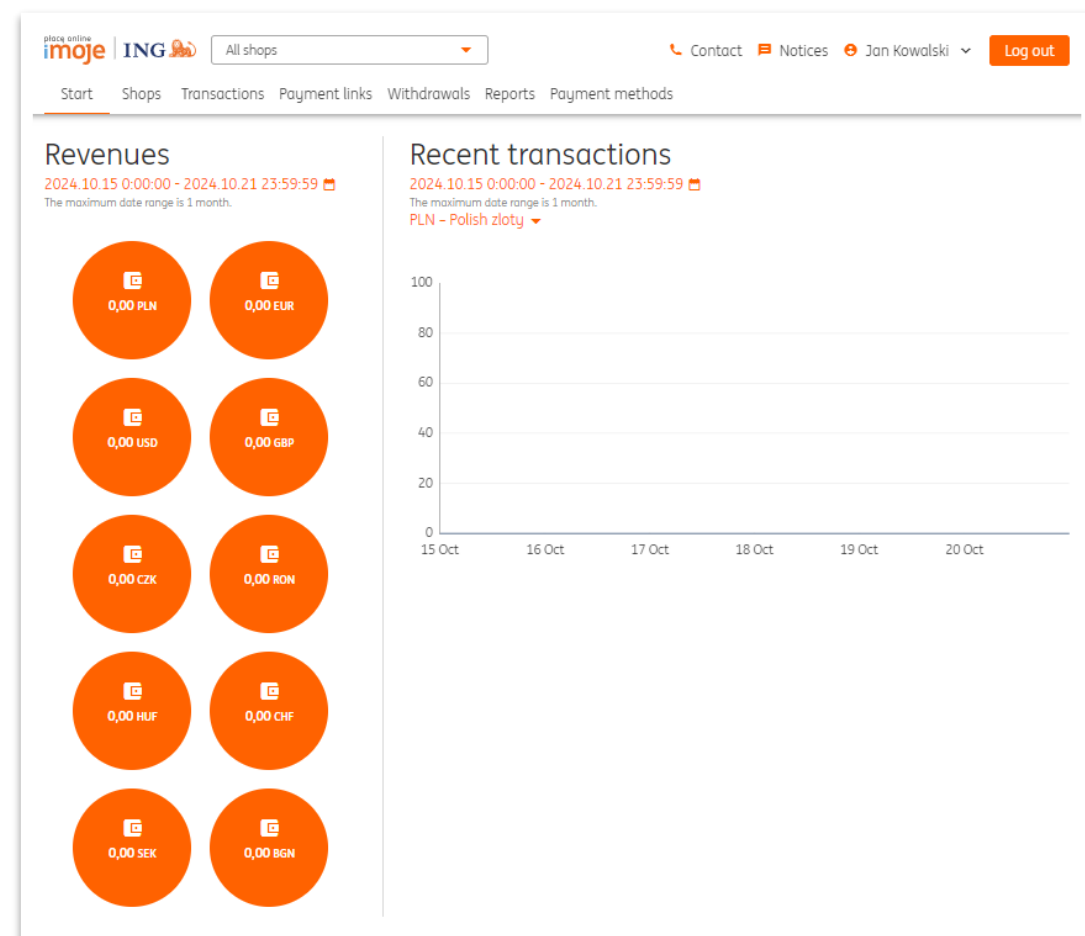 płacę online
imoje | ING
All shops
Contact
Notices
Jan Kowalski
Log out
Start
Shops
Transactions
Payment links
Withdrawals
Reports
Payment methods
Revenues
2024.10.15 0:00:00 - 2024.10.21 23:59:59
The maximum date range is 1 month.
0,00 PLN
0,00 EUR
0,00 USD
0,00 GBP
0,00 CZK
0,00 RON
0,00 HUF
0,00 CHF
0,00 SEK
0,00 BGN
Recent transactions
2024.10.15 0:00:00 - 2024.10.21 23:59:59
The maximum date range is 1 month.
PLN – Polish zloty
100
80
60
40
20
0
15 Oct
16 Oct
17 Oct
18 Oct
19 Oct
20 Oct